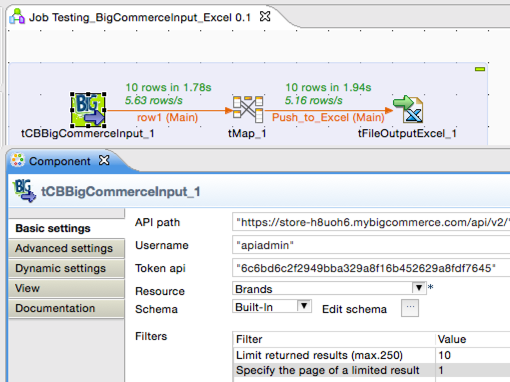 Job Testing_BigCommerceInput_Excel 0.1
10 rows in 1.78s
5.63 rows/s
row1 (Main)
10 rows in 1.94s
5.16 rows/s
Push_to_Excel (Main)
BIG
tCBBigCommerceInput_1
tMap_1
tFileOutputExcel_1
Component
BIG
tCBBigCommerceInput_1
Basic settings
Advanced settings
Dynamic settings
View
Documentation
API path
"https://store-h8uoh6.mybigcommerce.com/api/v2/"
Username
"apiadmin"
Token api
"6c6bd6c2f2949bba329a8f16b452629a8fdf7645"
Resource
Brands
*
Schema
Built-In
Edit schema
...
Filters
Filter Value
Limit returned results (max.250) 10
Specify the page of a limited result 1